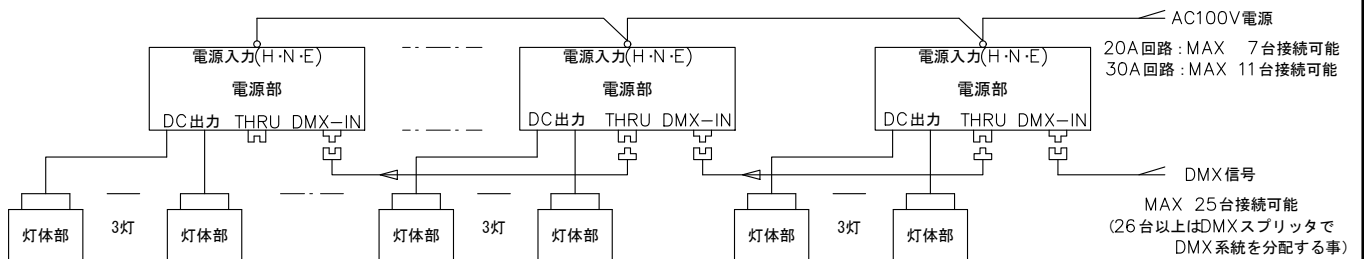 AC100V電源
20A回路:MAX 7台接続可能
30A回路:MAX 11台接続可能
電源入力(H・N・E) 電源入力(H・N・E) 電源入力(H・N・E)
電源部 電源部 電源部
DC出力 THRU DMX-IN DC出力 THRU DMX-IN DC出力 THRU DMX-IN
DMX信号
MAX 25台接続可能
(26台以上はDMXスプリッタで
DMX系統を分配する事)
灯体部 3灯 灯体部 灯体部 3灯 灯体部 灯体部 3灯 灯体部